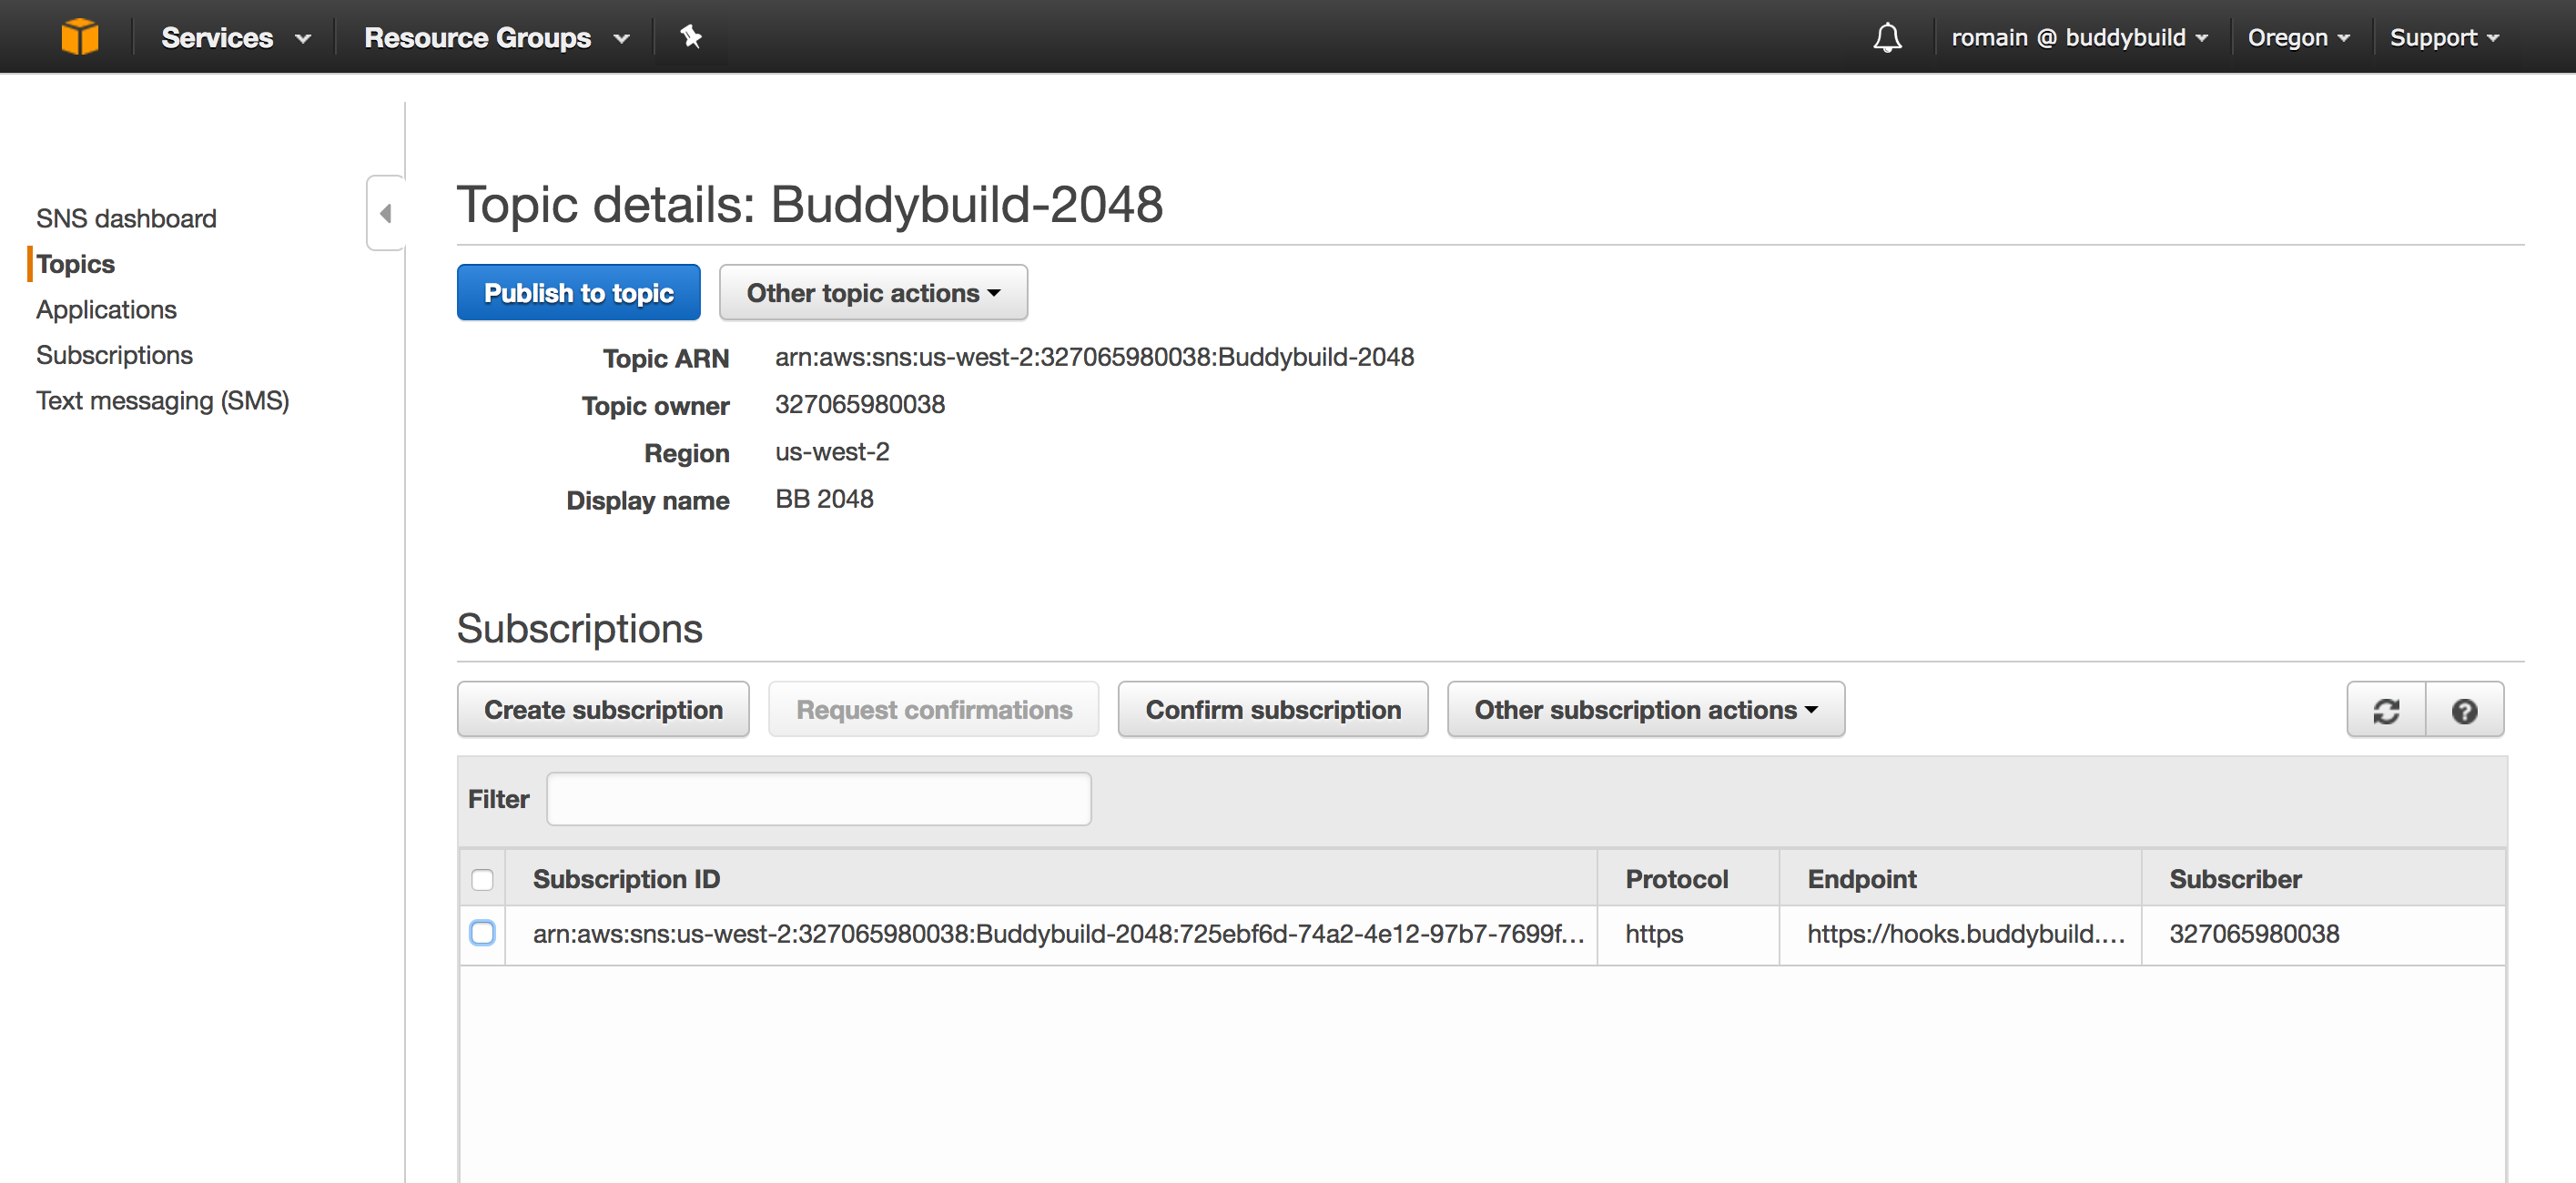 Services Resource Groups romain @ buddybuild Oregon Support
SNS dashboard
Topics
Applications
Subscriptions
Text messaging (SMS)
Topic details: Buddybuild-2048
Publish to topic Other topic actions
Topic ARN arn:aws:sns:us-west-2:327065980038:Buddybuild-2048
Topic owner 327065980038
Region us-west-2
Display name BB 2048
Subscriptions
Create subscription Request confirmations Confirm subscription Other subscription actions
Filter
Subscription ID Protocol Endpoint Subscriber
arn:aws:sns:us-west-2:327065980038:Buddybuild-2048:725ebf6d-74a2-4e12-97b7-7699f... https https://hooks.buddybuild.... 327065980038